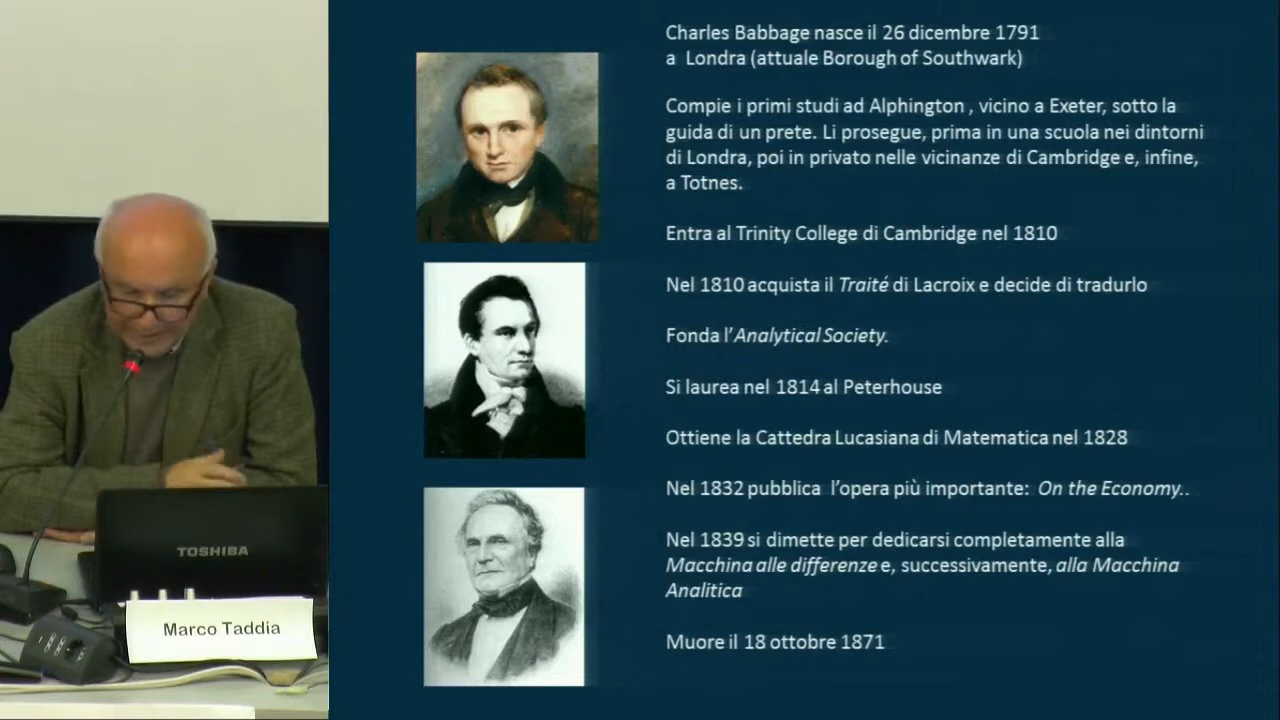 Charles Babbage nasce il 26 dicembre 1791
a Londra (attuale Borough of Southwark)
Compie i primi studi ad Alphington , vicino a Exeter, sotto la
guida di un prete. Li prosegue, prima in una scuola nei dintorni
di Londra, poi in privato nelle vicinanze di Cambridge e, infine,
a Totnes.
Entra al Trinity College di Cambridge nel 1810
Nel 1810 acquista il Traité di Lacroix e decide di tradurlo
Fonda l'Analytical Society.
Si laurea nel 1814 al Peterhouse
Ottiene la Cattedra Lucasiana di Matematica nel 1828
Nel 1832 pubblica l'opera più importante: On the Economy..
Nel 1839 si dimette per dedicarsi completamente alla
Macchina alle differenze e, successivamente, alla Macchina
Analitica
Muore il 18 ottobre 1871
TOSHIBA
Marco Taddia